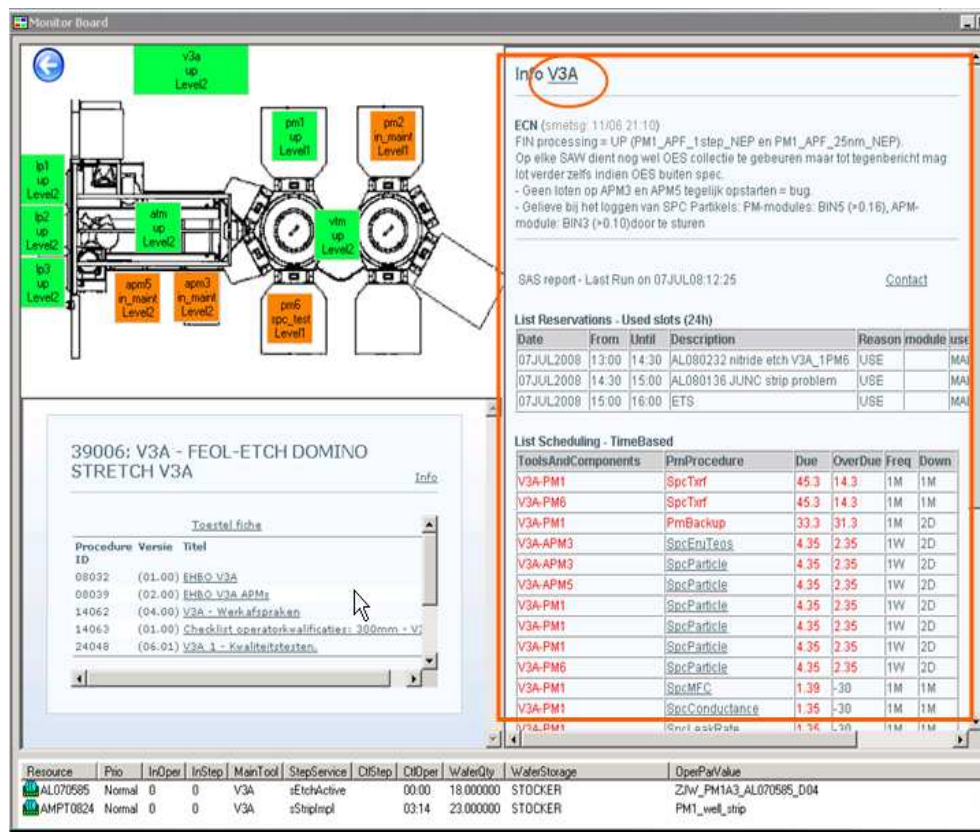 Monitor Board
v3a
up
Level2
pm1
up
Level1
pm2
in_maint
Level1
lp1
up
Level2
lp2
up
Level2
lp3
up
Level2
atm
up
Level2
vtm
up
Level2
apm5
in_maint
Level2
apm3
in_maint
Level2
pm6
spc_test
Level1
39006: V3A - FEOL-ETCH DOMINO
STRETCH V3A
Info
Toestel fiche
Procedure ID Versie Titel
08032 (01.00) EHBO V3A
08039 (02.00) EHBO V3A APMs
14062 (04.00) V3A - Werkafspraken
14063 (01.00) Checklist operatorkwalificaties: 300mm - V
24048 (06.01) V3A 1 - Kwaliteitstesten.
Info V3A
ECN (smetsg: 11/06 21:10)
FIN processing = UP (PM1_APF_1step_NEP en PM1_APF_25nm_NEP).
Op elke SAW dient nog wel OES collectie te gebeuren maar tot tegenbericht mag
lot verder zelfs indien OES buiten spec.
- Geen loten op APM3 en APM5 tegelijk opstarten = bug.
- Gelieve bij het loggen van SPC Partikels: PM-modules: BIN5 (>0.16), APM-
module: BIN3 (>0.10)door te sturen
SAS report - Last Run on 07JUL08:12:25 Contact
List Reservations - Used slots (24h)
Date From Until Description Reason module use
07JUL2008 13:00 14:30 AL080232 nitride etch V3A_1PM6 USE MAI
07JUL2008 14:30 15:00 AL080136 JUNC strip problem USE MAI
07JUL2008 15:00 16:00 ETS USE MAI
List Scheduling - TimeBased
ToolsAndComponents PmProcedure Due OverDue Freq Down
V3A-PM1 SpcTxrf 45.3 14.3 1M 1M
V3A-PM6 SpcTxrf 45.3 14.3 1M 1M
V3A-PM1 PmBackup 33.3 31.3 1M 2D
V3A-APM3 SpcEruTeos 4.35 2.35 1W 2D
V3A-APM3 SpcParticle 4.35 2.35 1W 2D
V3A-APM5 SpcParticle 4.35 2.35 1W 2D
V3A-PM1 SpcParticle 4.35 2.35 1W 2D
V3A-PM1 SpcParticle 4.35 2.35 1W 2D
V3A-PM1 SpcParticle 4.35 2.35 1W 2D
V3A-PM6 SpcParticle 4.35 2.35 1W 2D
V3A-PM1 SpcMFC 1.39 -30 1M 1M
V3A-PM1 SpcConductance 1.35 -30 1M 1M
V3A-PM1 SpcLeakRate 1.35 -30 1M 1M
Resource Prio InOper InStep MainTool StepService CtlStep CtlOper WaferQty WaferStorage OperParValue
AL070585 Normal 0 0 V3A sEtchActive 00:00 18.000000 STOCKER ZJW_PM1A3_AL070585_D04
AMPT0824 Normal 0 0 V3A sStripImpl 03:14 23.000000 STOCKER PM1_well_strip